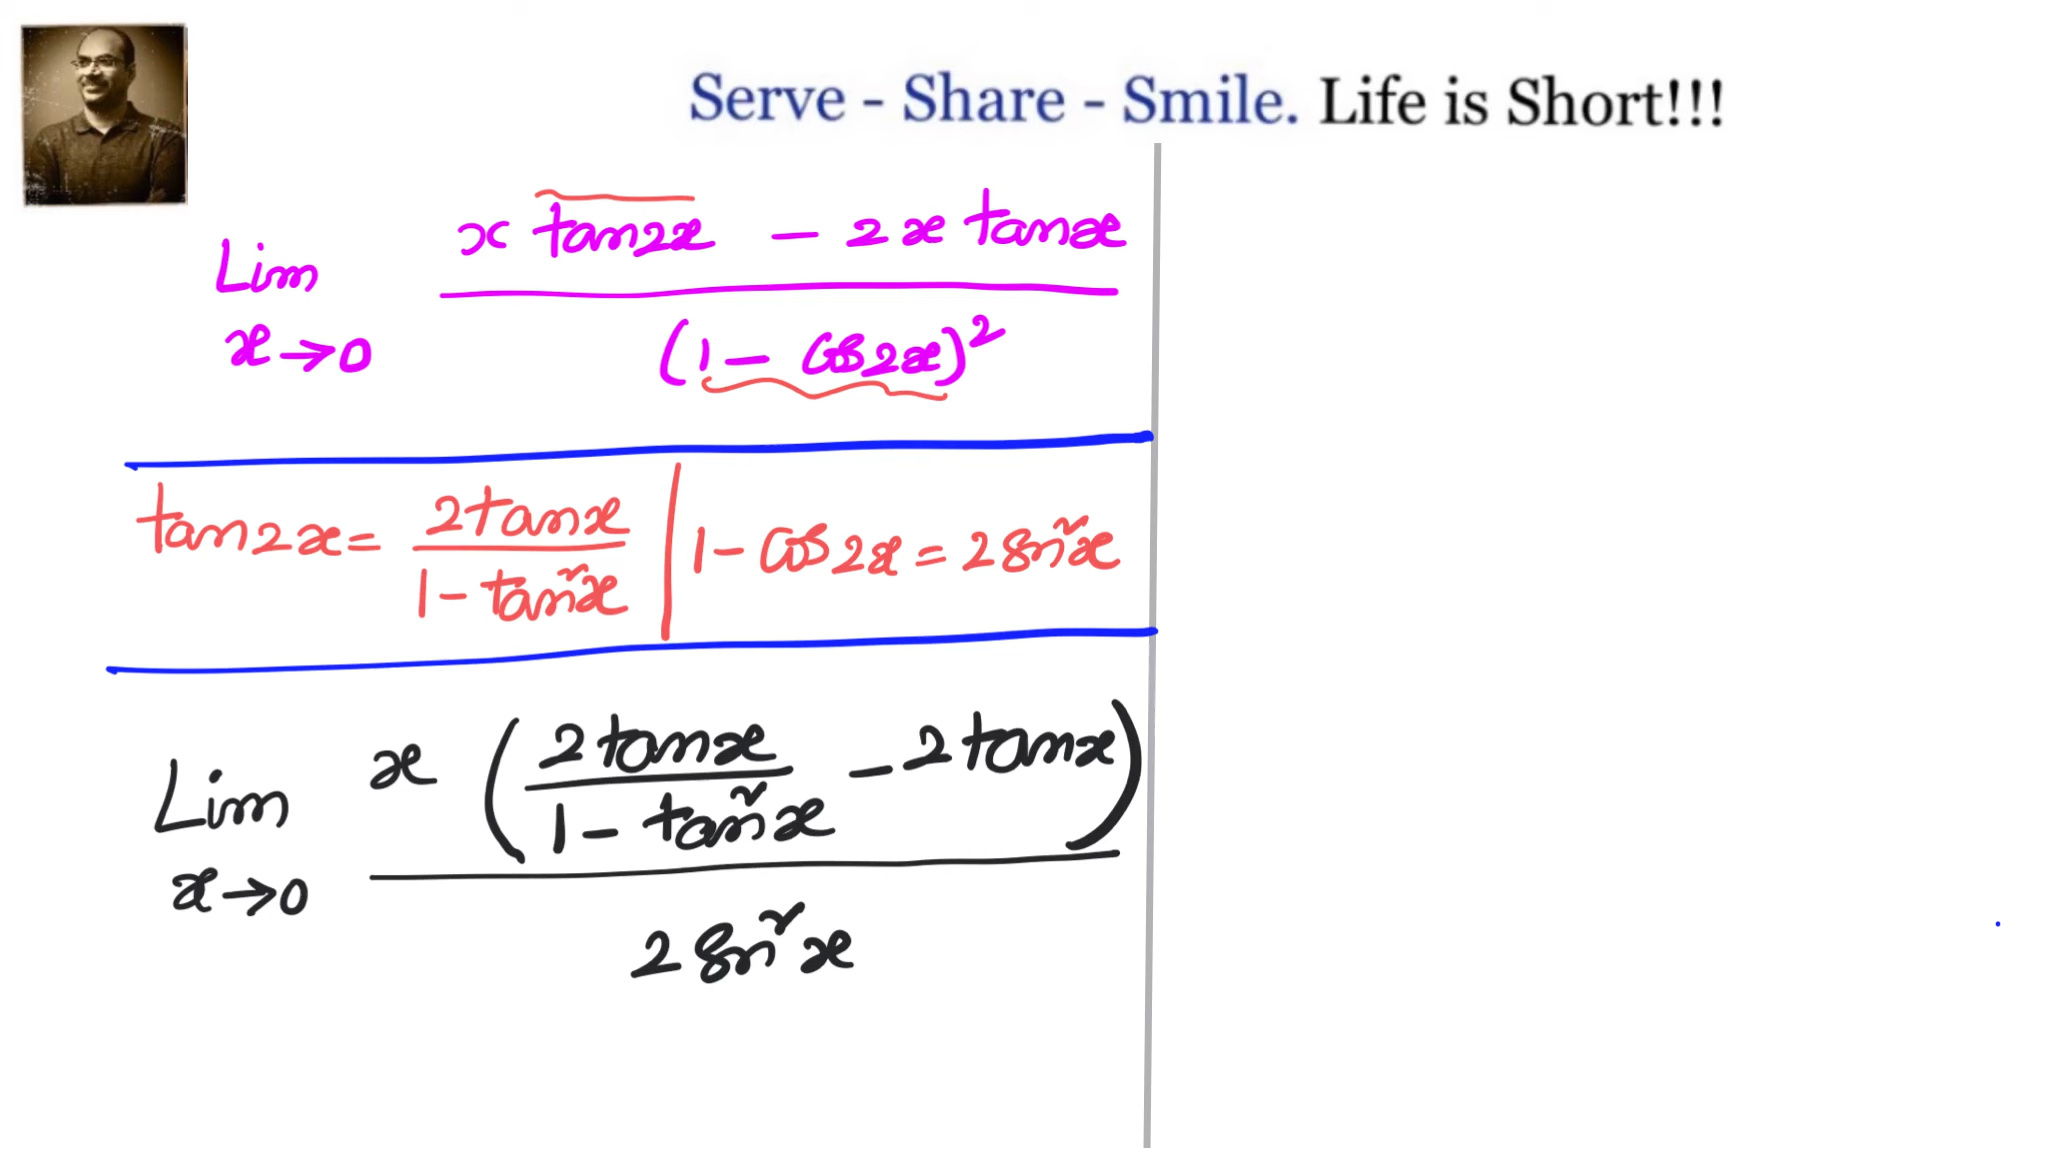 Serve - Share - Smile. Life is Short!!!
Lim x→0 (x tan2x - 2x tanx) / (1 - Cos2x)²
tan2x = 2tanx / (1 - tan²x) | 1 - Cos2x = 2Sin²x
Lim x→0 x (2tanx / (1 - tan²x) - 2tanx) / 2Sin²x